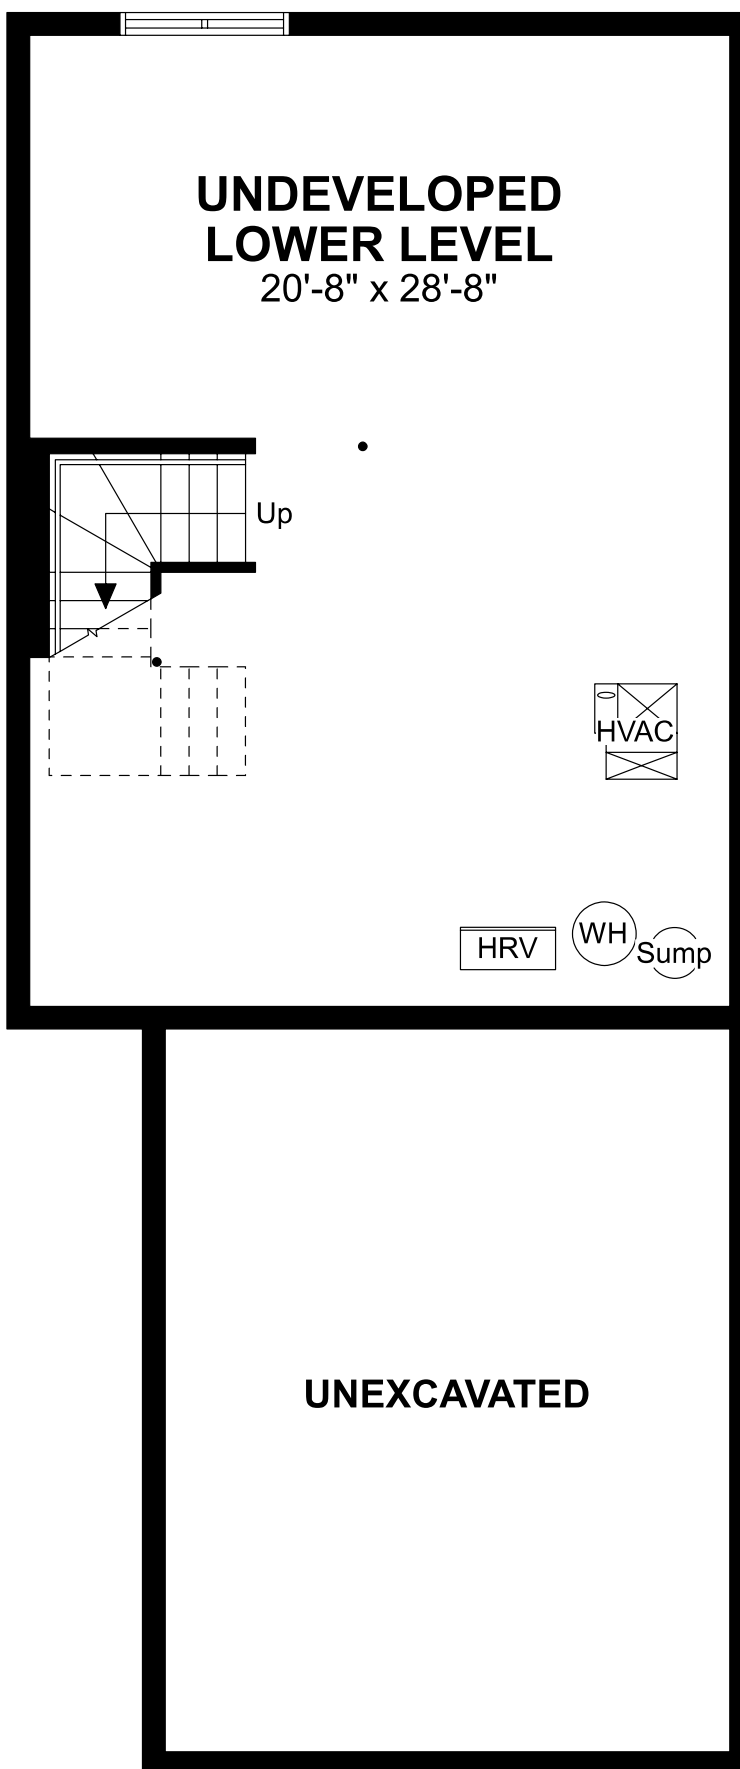 UNDEVELOPED
LOWER LEVEL
20'-8" x 28'-8"
Up
HVAC
HRV
WH
Sump
UNEXCAVATED